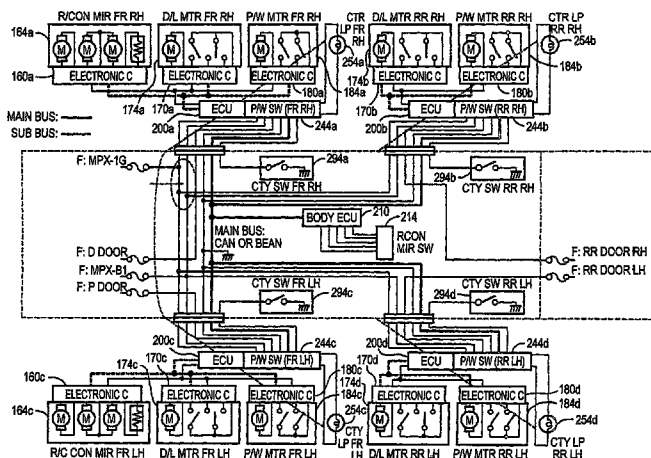 R/CON MIR FR RH D/L MTR FR RH P/W MTR FR RH CTR LP FR RH D/L MTR RR RH P/W MTR RR RH CTR LP RR RH
164a M M M M M 254a M M 254b
184a 174b 184b
160a ELECTRONIC C ELECTRONIC C ELECTRONIC C ELECTRONIC C ELECTRONIC C
174a 170a 180a 170b 180b
MAIN BUS:
SUB BUS:
200a ECU P/W SW (FR RH) 244a 200b ECU P/W SW (RR RH) 244b
F: MPX-1G
294a CTY SW FR RH
294b CTY SW RR RH
BODY ECU 210 214
RCON MIR SW
MAIN BUS: CAN OR BEAN
F: D DOOR
F: MPX-B1
F: P DOOR
F: RR DOOR RH
F: RR DOOR LH
CTY SW FR LH 294c
CTY SW RR LH 294d
200c ECU P/W SW (FR LH) 244c 200d ECU P/W SW (RR LH) 244d
160c 174c 170c 180c 170d 174d 180d
ELECTRONIC C ELECTRONIC C ELECTRONIC C ELECTRONIC C ELECTRONIC C
164c M M M M M 184c 254c M M 184d 254d
R/C CON MIR FR LH D/L MTR FR LH P/W MTR FR LH CTY LP FR LH D/L MTR RR LH P/W MTR RR LH CTY LP RR LH